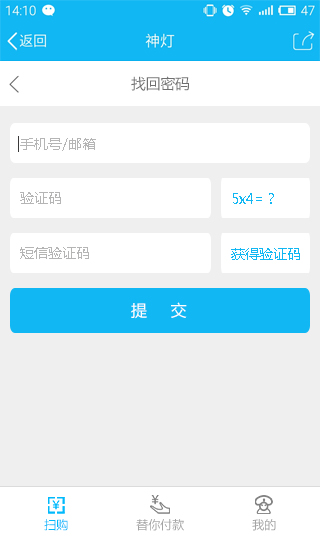 14:10 47
返回 神灯
找回密码
手机号/邮箱
验证码 5x4= ?
短信验证码 获得验证码
提 交
扫购 替你付款 我的